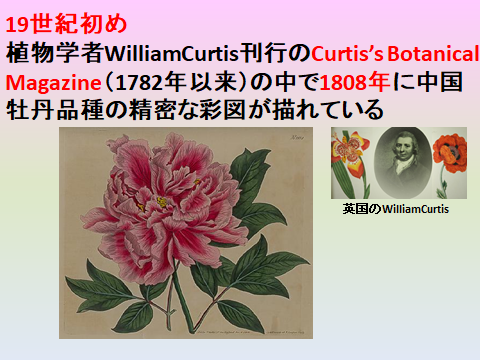 19世紀初め
植物学者WilliamCurtis刊行のCurtis’s Botanical
Magazine（1782年以来）の中で1808年に中国
牡丹品種の精密な彩図が描れている
英国のWilliamCurtis